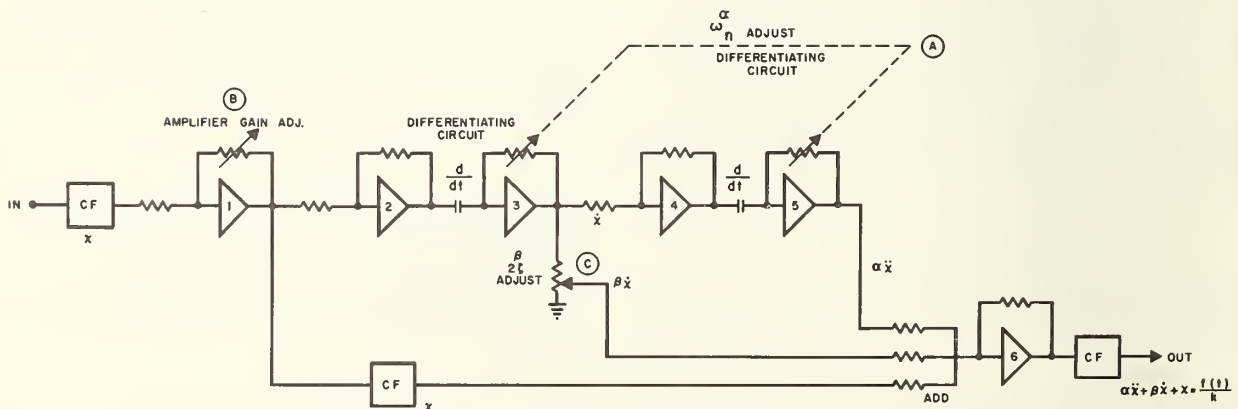 ω_n^α ADJUST
DIFFERENTIATING
CIRCUIT
A
B
AMPLIFIER GAIN ADJ.
DIFFERENTIATING
CIRCUIT
d/dt
d/dt
IN
CF
χ
1
2
3
ẋ
4
5
β
2ζ
ADJUST
C
βẋ
αẍ
CF
χ
ADD
6
CF
OUT
αẍ + βẋ + χ = f(t)/k